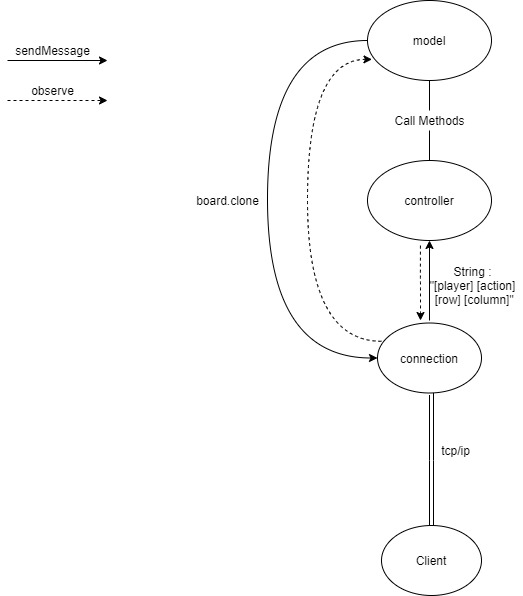 sendMessage
observe
model
Call Methods
board.clone
controller
String :
"[player] [action]
[row] [column]"
connection
tcp/ip
Client